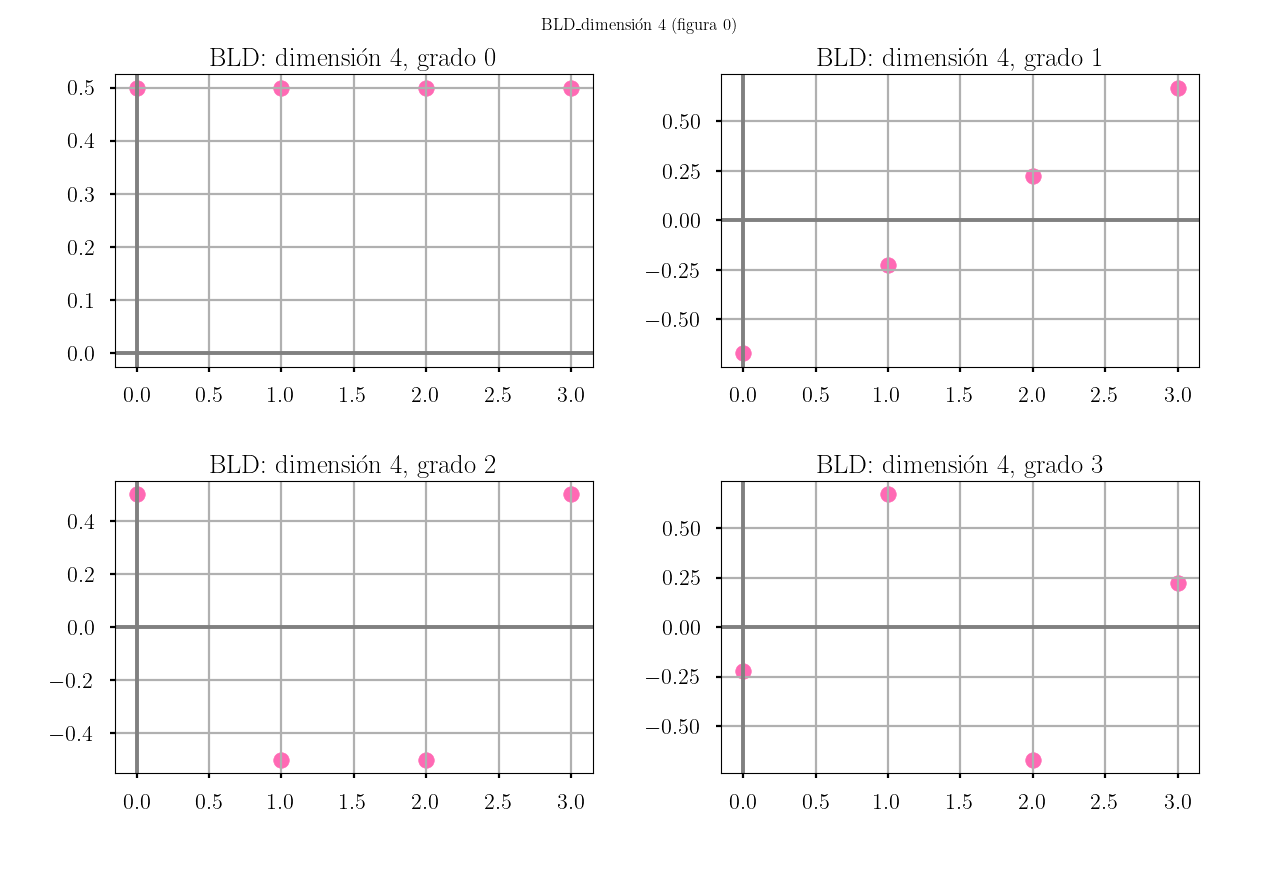 BLD_dimensión 4 (figura 0)
BLD: dimensión 4, grado 0
0.5
0.4
0.3
0.2
0.1
0.0
0.0 0.5 1.0 1.5 2.0 2.5 3.0
BLD: dimensión 4, grado 1
0.50
0.25
0.00
−0.25
−0.50
0.0 0.5 1.0 1.5 2.0 2.5 3.0
BLD: dimensión 4, grado 2
0.4
0.2
0.0
−0.2
−0.4
0.0 0.5 1.0 1.5 2.0 2.5 3.0
BLD: dimensión 4, grado 3
0.50
0.25
0.00
−0.25
−0.50
0.0 0.5 1.0 1.5 2.0 2.5 3.0